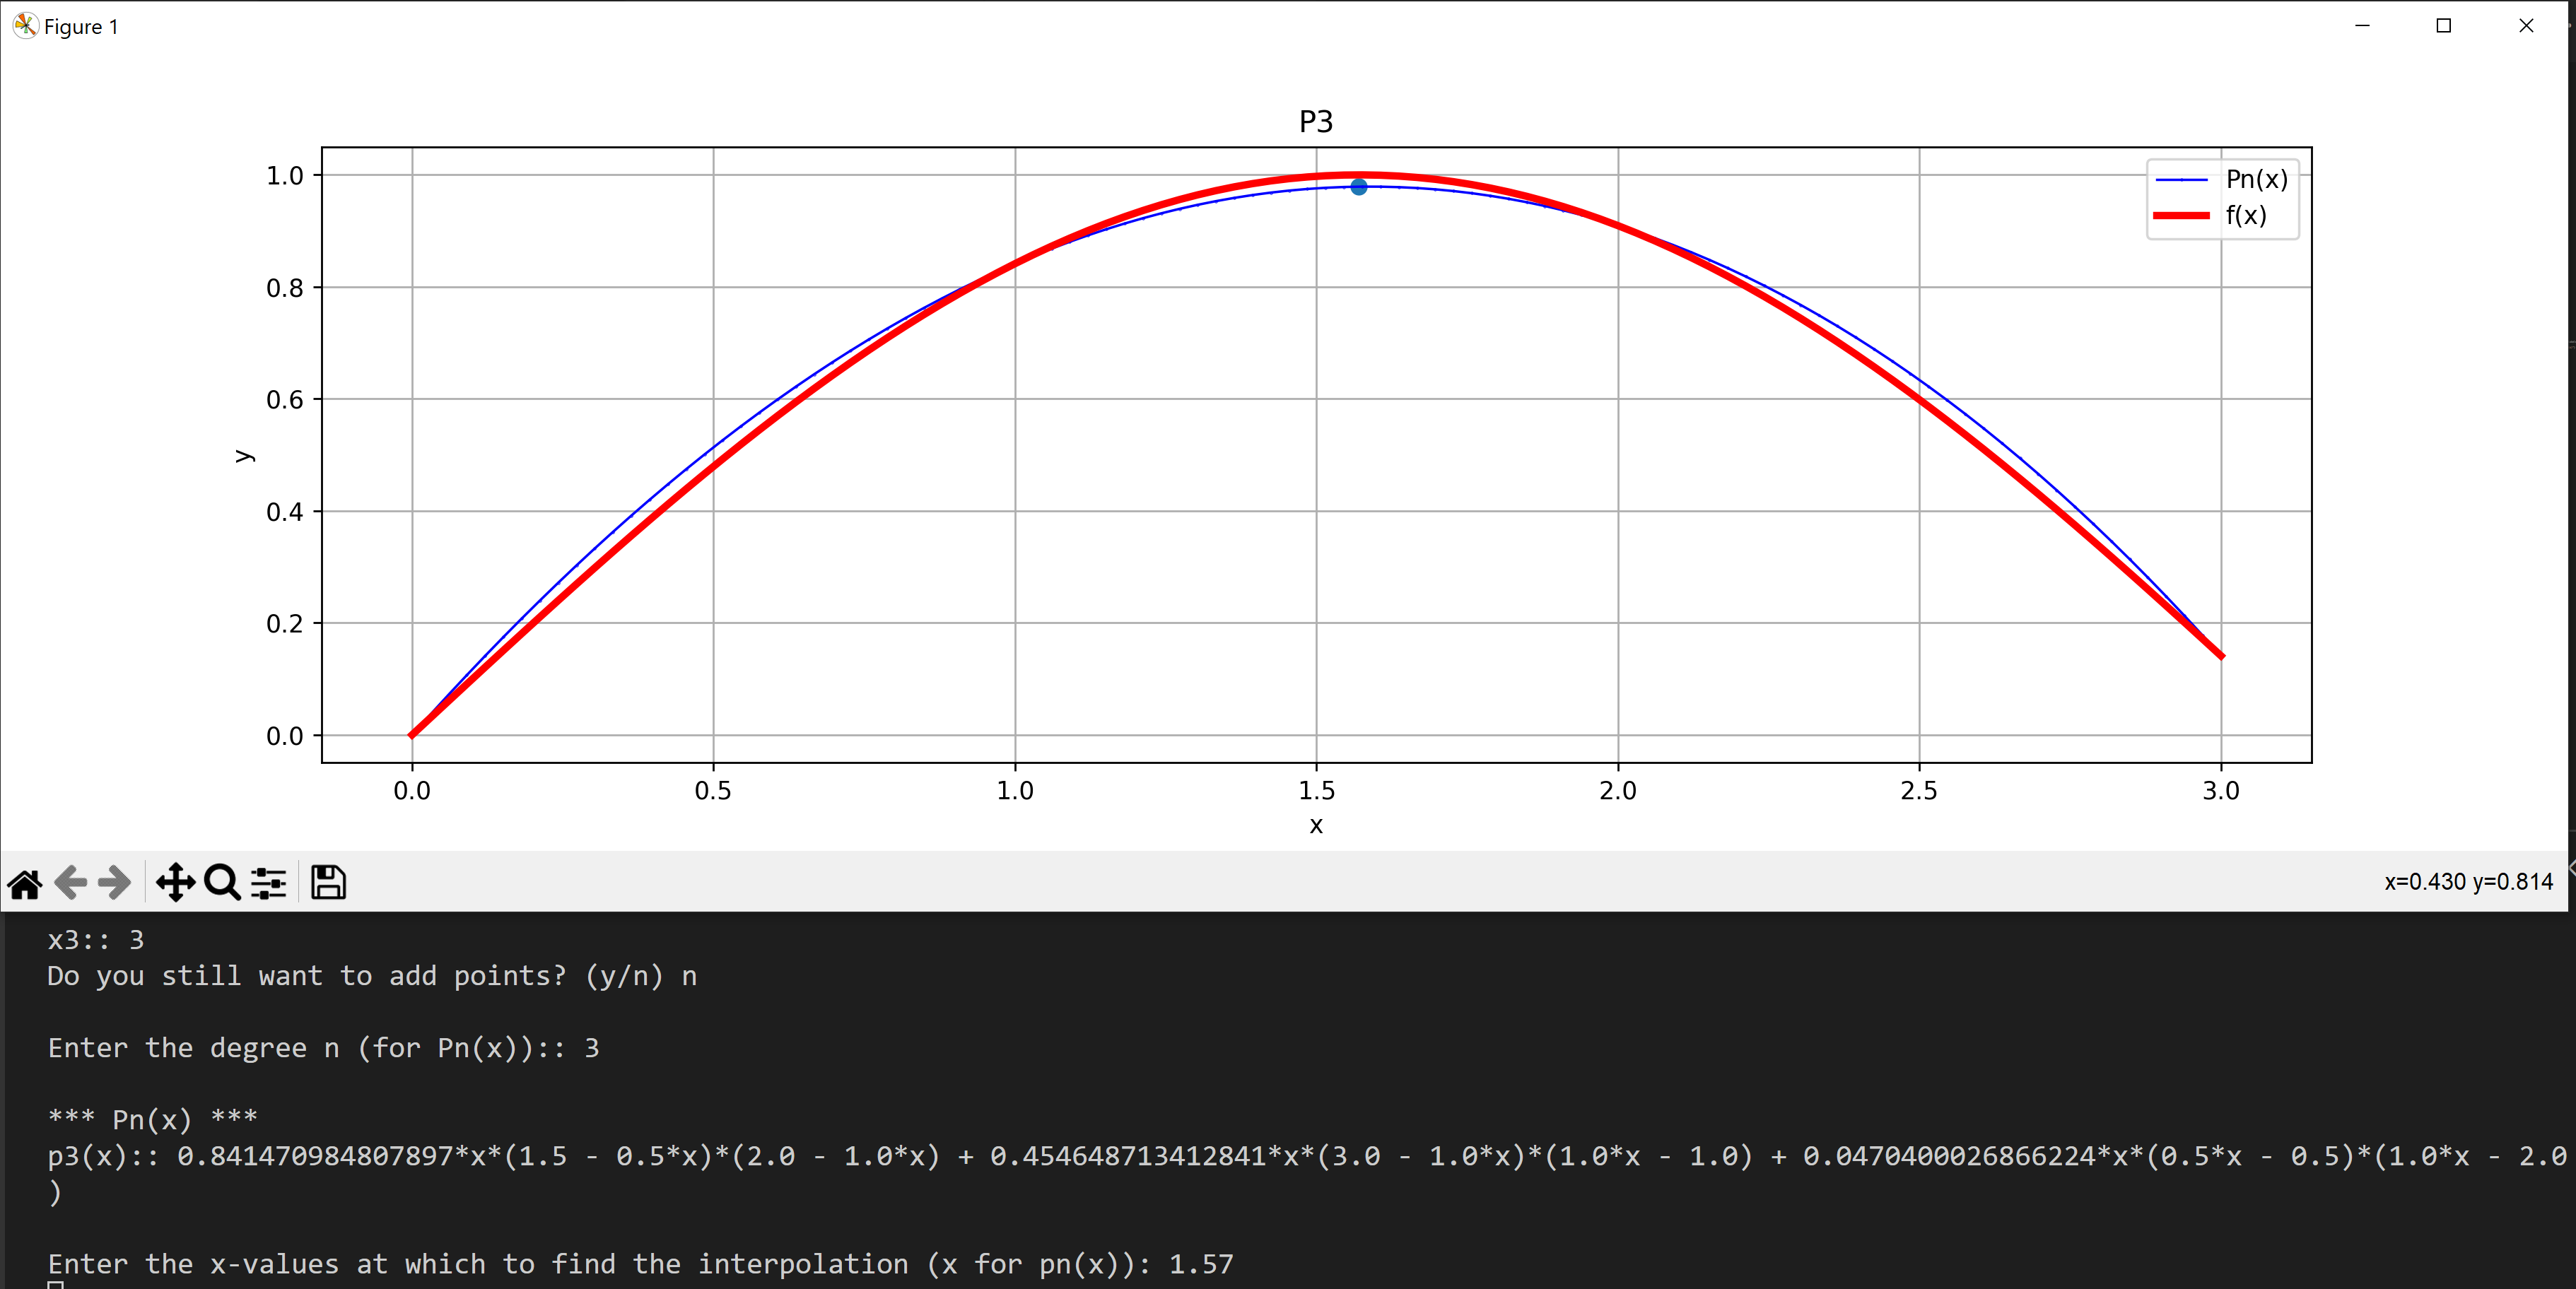 Figure 1
P3
1.0
0.8
0.6
0.4
0.2
0.0
y
Pn(x)
f(x)
0.0 0.5 1.0 1.5 2.0 2.5 3.0
x
x=0.430 y=0.814
x3:: 3
Do you still want to add points? (y/n) n
Enter the degree n (for Pn(x)):: 3
*** Pn(x) ***
p3(x):: 0.841470984807897*x*(1.5 - 0.5*x)*(2.0 - 1.0*x) + 0.454648713412841*x*(3.0 - 1.0*x)*(1.0*x - 1.0) + 0.0470400026866224*x*(0.5*x - 0.5)*(1.0*x - 2.0
)
Enter the x-values at which to find the interpolation (x for pn(x)): 1.57